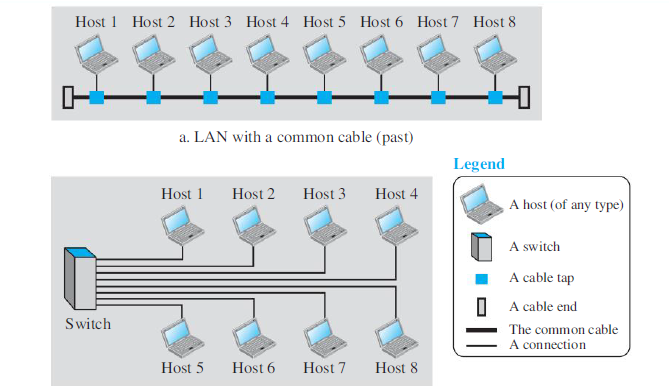 Host 1 Host 2 Host 3 Host 4 Host 5 Host 6 Host 7 Host 8
a. LAN with a common cable (past)
Legend
Host 1 Host 2 Host 3 Host 4
A host (of any type)
A switch
A cable tap
A cable end
The common cable
A connection
Switch
Host 5 Host 6 Host 7 Host 8